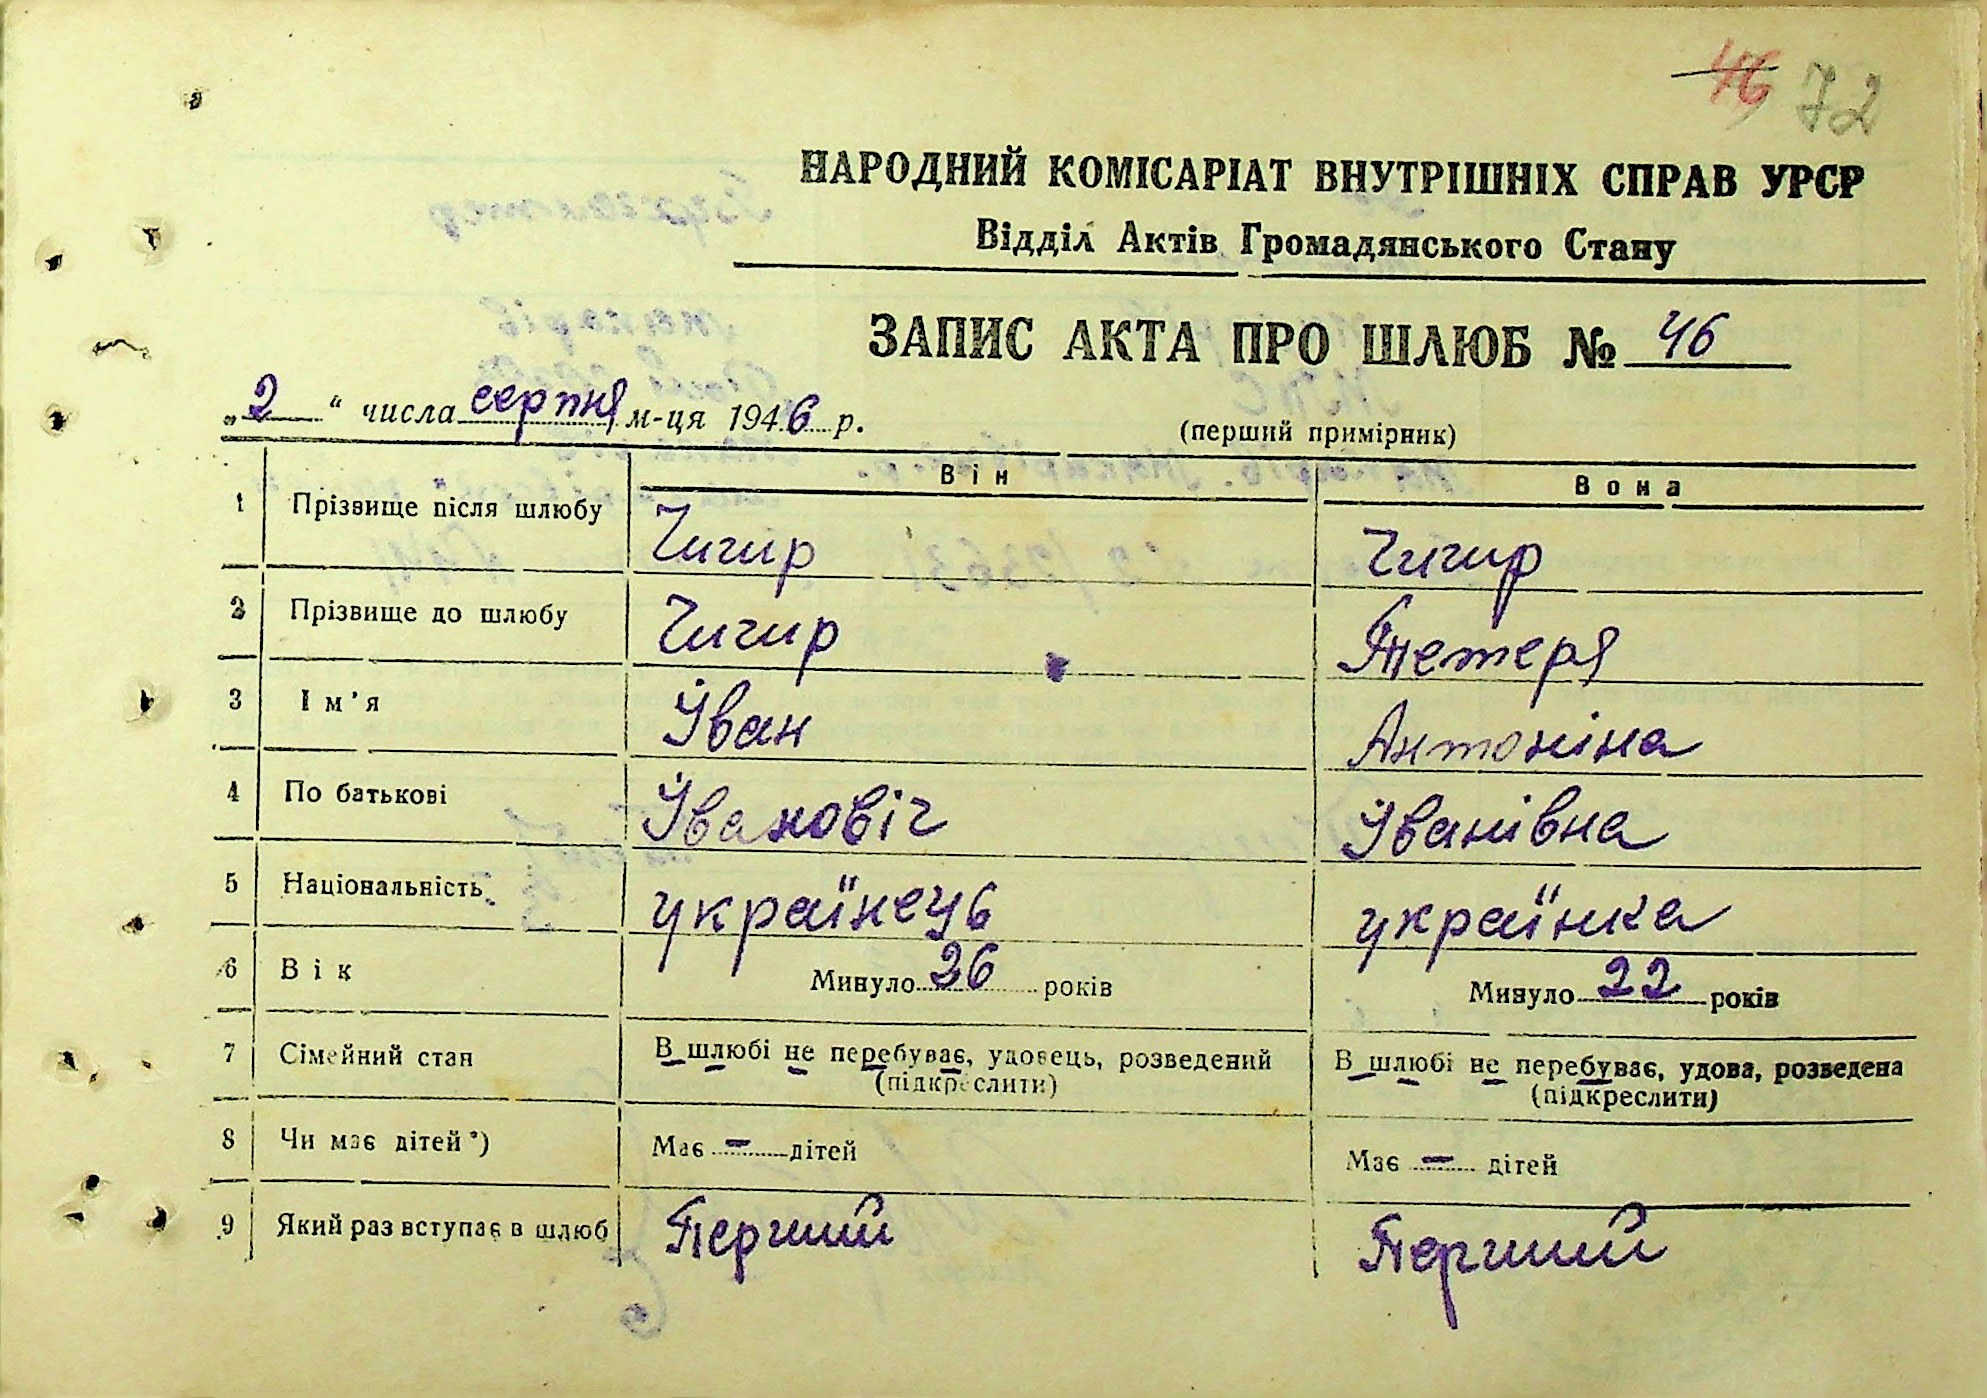 46 72
НАРОДНИЙ КОМІСАРІАТ ВНУТРІШНІХ СПРАВ УРСР
Відділ Актів Громадянського Стану
ЗАПИС АКТА ПРО ШЛЮБ № 46
„2“ числа серпня м-ця 1946 р.
(перший примірник)
Він Вона
1 Прізвище після шлюбу Чигир Чигир
2 Прізвище до шлюбу Чигир Тетеря
3 Ім'я Іван Антоніна
4 По батькові Івановіч Іванівна
5 Національність українець українка
6 Вік Минуло 26 років Минуло 22 років
7 Сімейний стан В шлюбі не перебуває, удовець, розведений В шлюбі не перебуває, удова, розведена
(підкреслити) (підкреслити)
8 Чи має дітей*) Має – дітей Має – дітей
9 Який раз вступає в шлюб Перший Перший